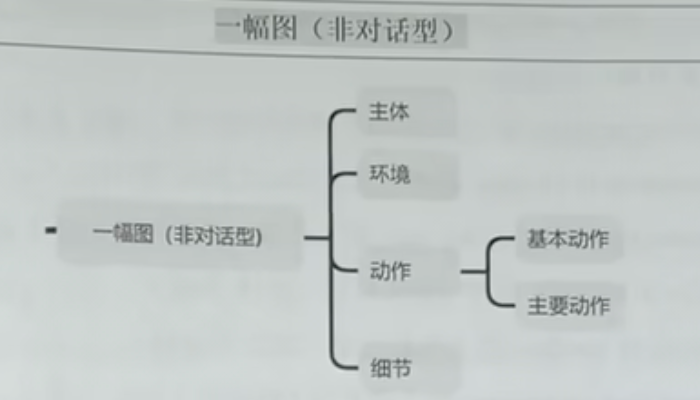 一幅图（非对话型）
主体
环境
一幅图（非对话型)
动作
基本动作
主要动作
细节